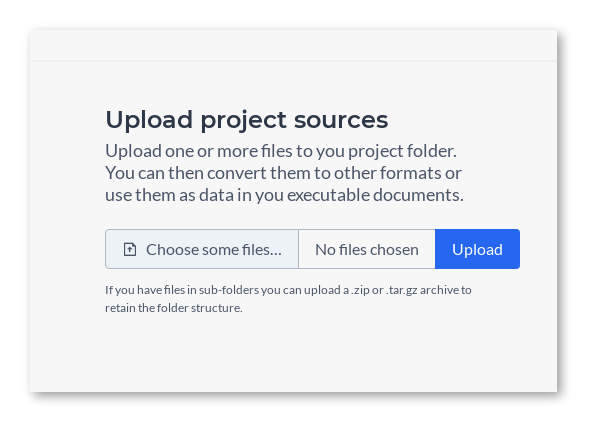 Upload project sources
Upload one or more files to you project folder.
You can then convert them to other formats or
use them as data in you executable documents.
Choose some files... No files chosen Upload
If you have files in sub-folders you can upload a .zip or .tar.gz archive to
retain the folder structure.